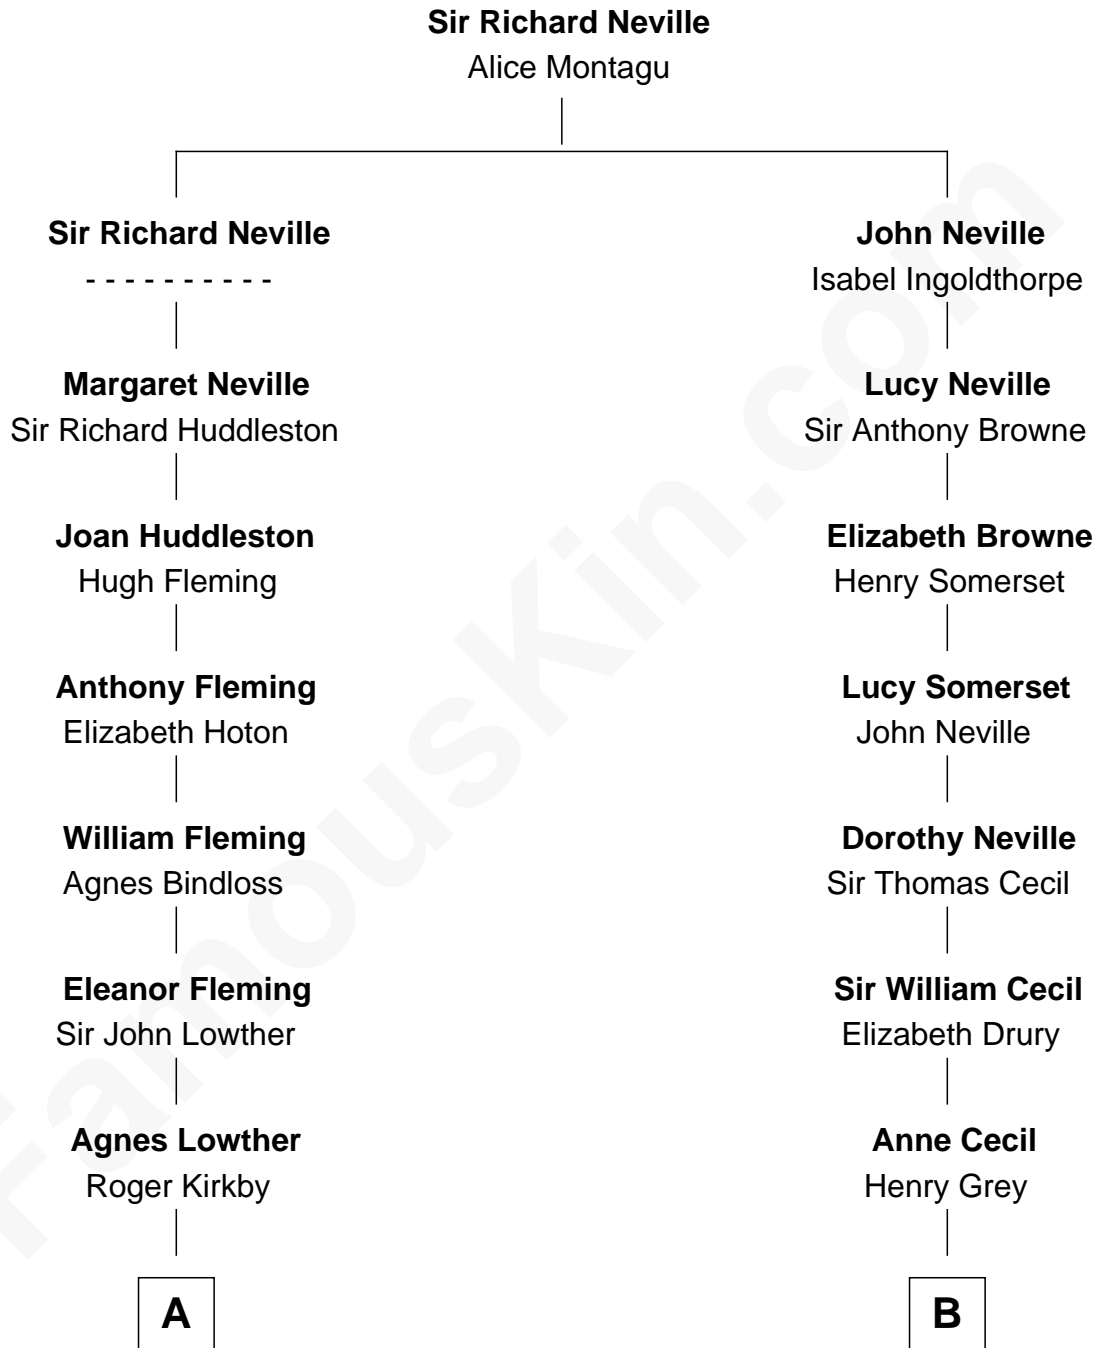 Sir Richard Neville
Alice Montagu
Sir Richard Neville
- - - - - - - - - -
John Neville
Isabel Ingoldthorpe
Margaret Neville
Sir Richard Huddleston
Lucy Neville
Sir Anthony Browne
Joan Huddleston
Hugh Fleming
Elizabeth Browne
Henry Somerset
Anthony Fleming
Elizabeth Hoton
Lucy Somerset
John Neville
William Fleming
Agnes Bindloss
Dorothy Neville
Sir Thomas Cecil
Eleanor Fleming
Sir John Lowther
Sir William Cecil
Elizabeth Drury
Agnes Lowther
Roger Kirkby
Anne Cecil
Henry Grey
A
B
FamousKin.com